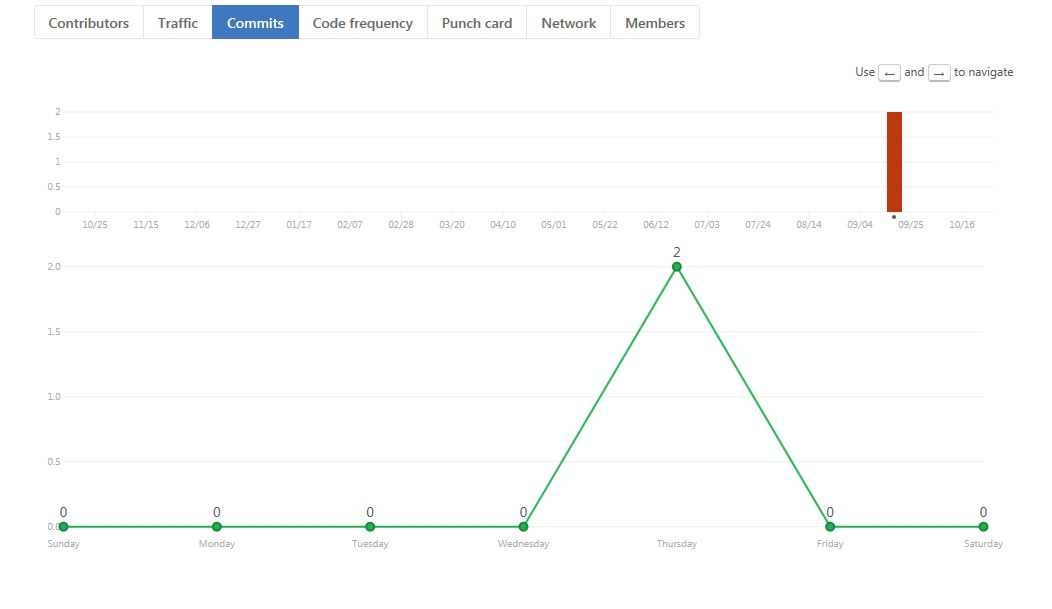 Contributors Traffic Commits Code frequency Punch card Network Members
Use ← and → to navigate
2
1.5
1
0.5
0
10/25 11/15 12/06 12/27 01/17 02/07 02/28 03/20 04/10 05/01 05/22 06/12 07/03 07/24 08/14 09/04 09/25 10/16
2
2.0
1.5
1.0
0.5
0 0 0 0 0 0
0.0
Sunday Monday Tuesday Wednesday Thursday Friday Saturday